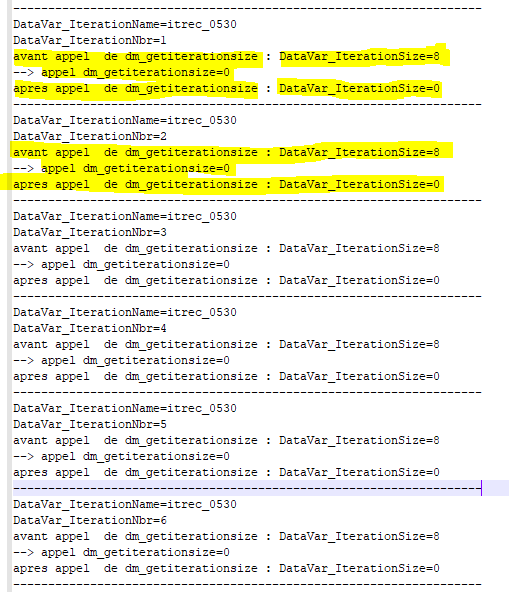 ------------------------------------------------------------------
DataVar_IterationName=itrec_0530
DataVar_IterationNbr=1
avant appel  de dm_getiterationsize : DataVar_IterationSize=8
--> appel dm_getiterationsize=0
apres appel  de dm_getiterationsize : DataVar_IterationSize=0
------------------------------------------------------------------
DataVar_IterationName=itrec_0530
DataVar_IterationNbr=2
avant appel  de dm_getiterationsize : DataVar_IterationSize=8
--> appel dm_getiterationsize=0
apres appel  de dm_getiterationsize : DataVar_IterationSize=0
------------------------------------------------------------------
DataVar_IterationName=itrec_0530
DataVar_IterationNbr=3
avant appel  de dm_getiterationsize : DataVar_IterationSize=8
--> appel dm_getiterationsize=0
apres appel  de dm_getiterationsize : DataVar_IterationSize=0
------------------------------------------------------------------
DataVar_IterationName=itrec_0530
DataVar_IterationNbr=4
avant appel  de dm_getiterationsize : DataVar_IterationSize=8
--> appel dm_getiterationsize=0
apres appel  de dm_getiterationsize : DataVar_IterationSize=0
------------------------------------------------------------------
DataVar_IterationName=itrec_0530
DataVar_IterationNbr=5
avant appel  de dm_getiterationsize : DataVar_IterationSize=8
--> appel dm_getiterationsize=0
apres appel  de dm_getiterationsize : DataVar_IterationSize=0
------------------------------------------------------------------
DataVar_IterationName=itrec_0530
DataVar_IterationNbr=6
avant appel  de dm_getiterationsize : DataVar_IterationSize=8
--> appel dm_getiterationsize=0
apres appel  de dm_getiterationsize : DataVar_IterationSize=0
------------------------------------------------------------------